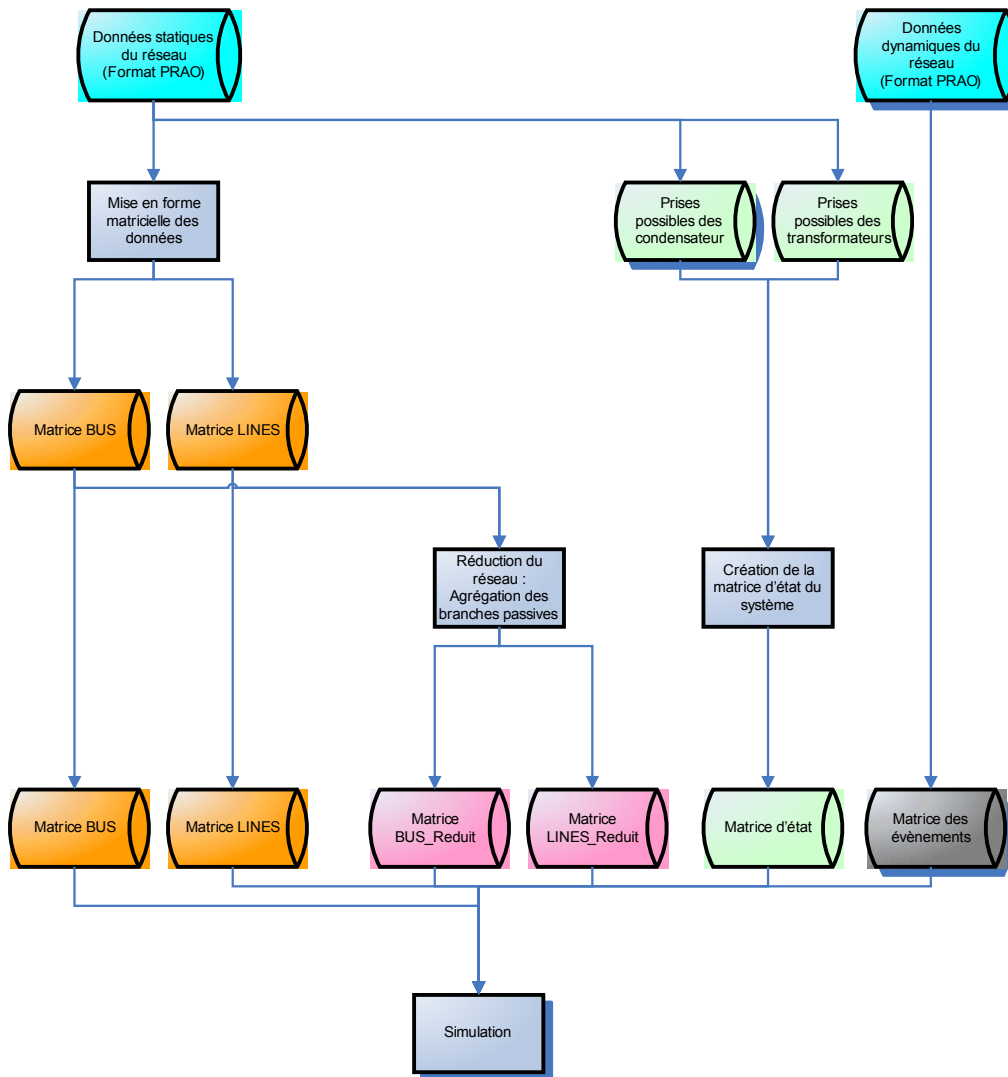 Données statiques
du réseau
(Format PRAO)
Données
dynamiques du
réseau
(Format PRAO)
Mise en forme
matricielle des
données
Prises
possibles des
condensateur
Prises
possibles des
transformateurs
Matrice BUS
Matrice LINES
Réduction du
réseau :
Agrégation des
branches passives
Création de la
matrice d'état du
système
Matrice BUS
Matrice LINES
Matrice
BUS_Reduit
Matrice
LINES_Reduit
Matrice d'état
Matrice des
évènements
Simulation